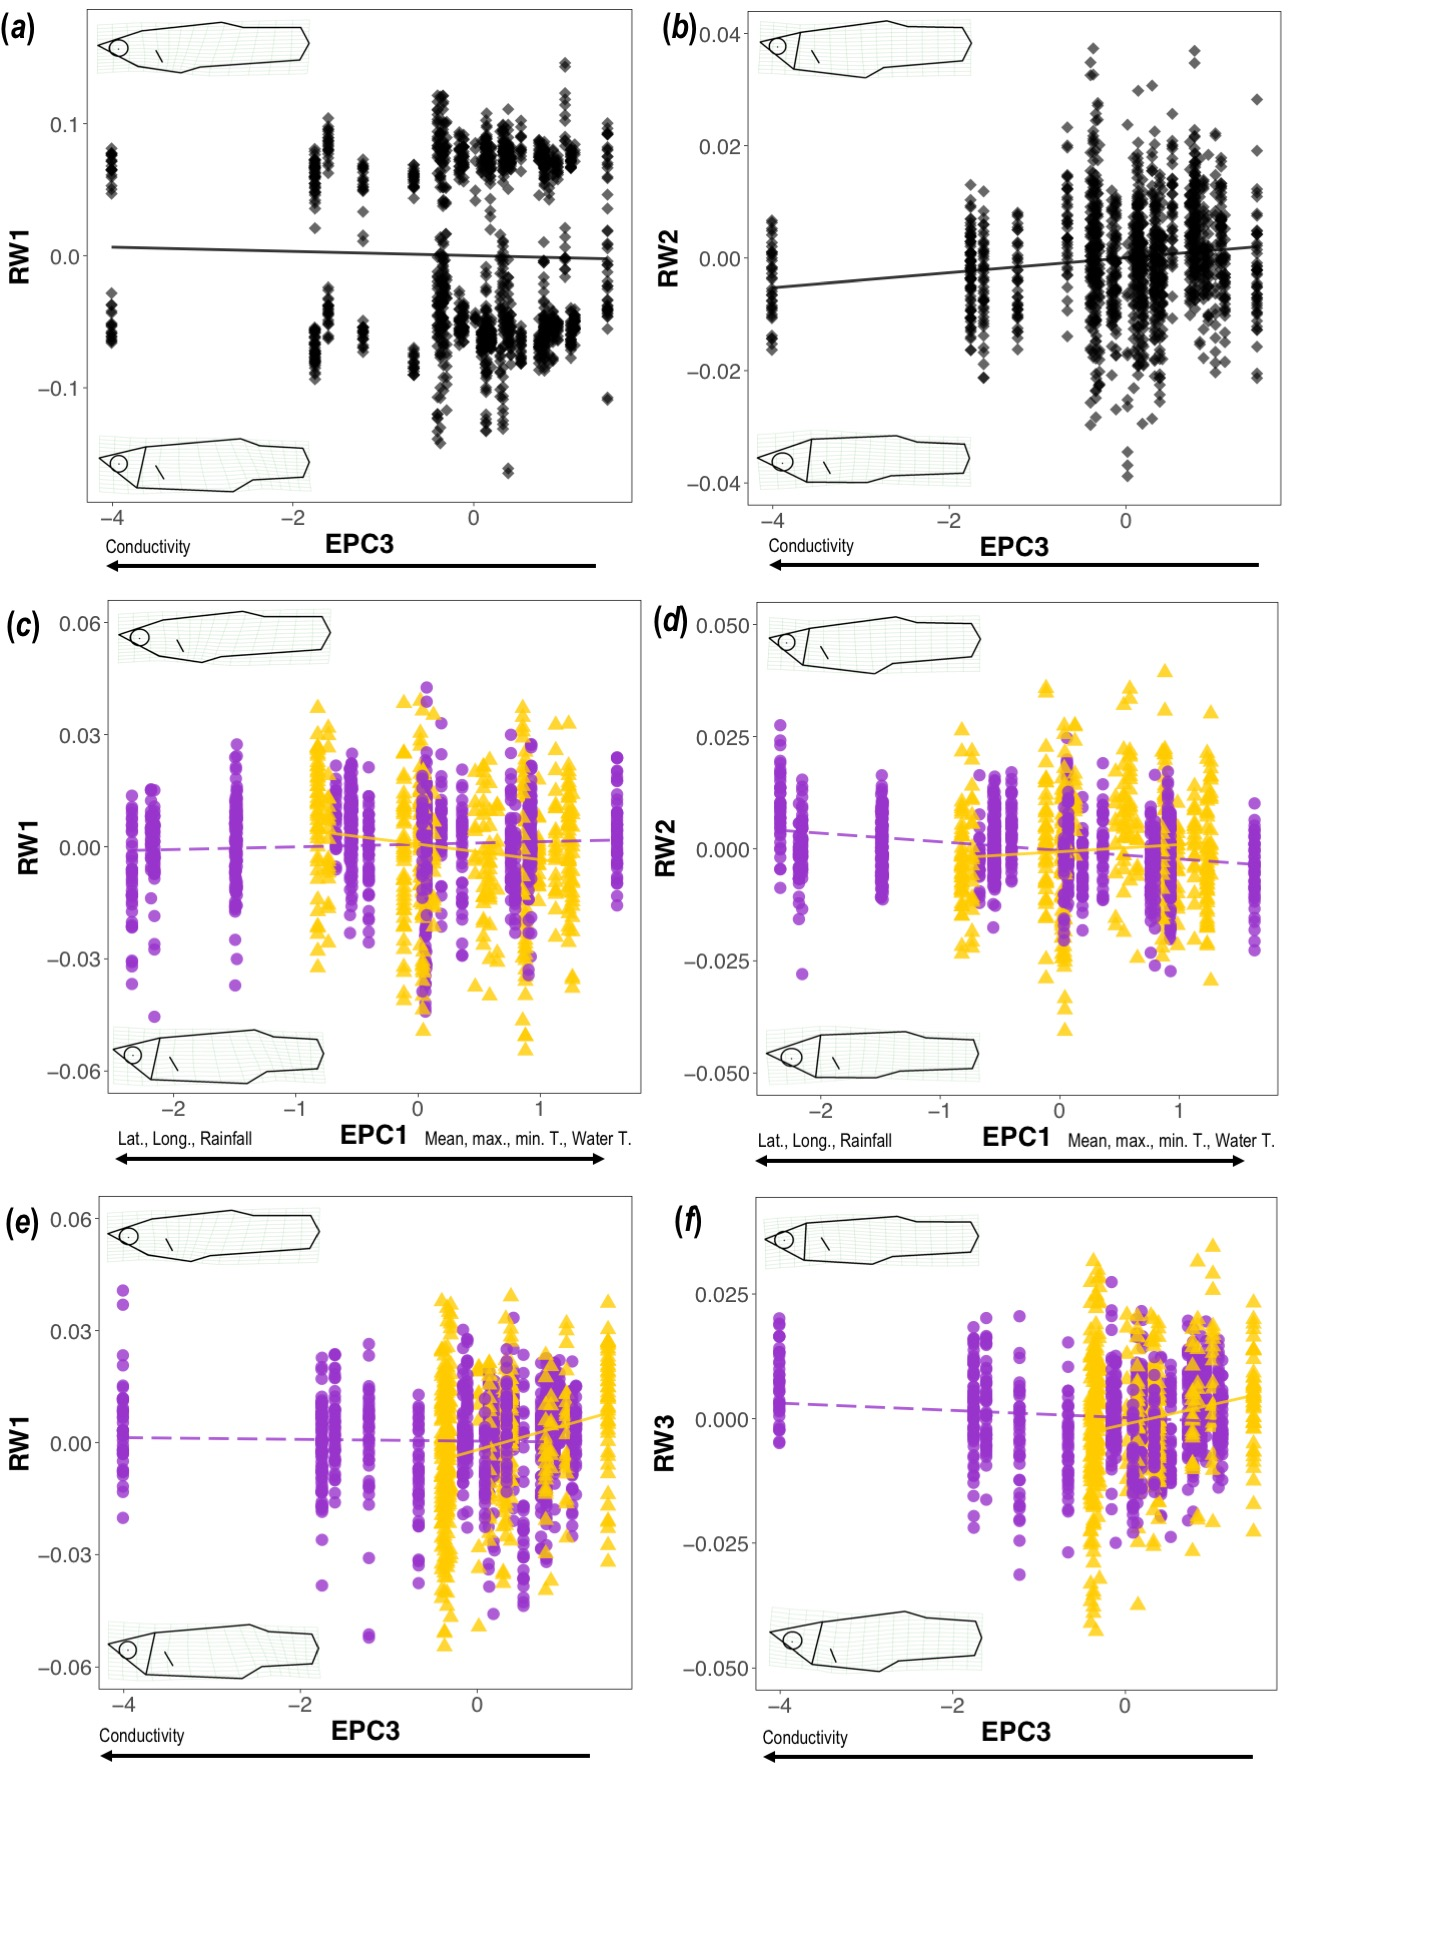 (a)
0.1
0.0
−0.1
RW1
−4 −2 0
EPC3
Conductivity
(b)
0.04
0.02
0.00
−0.02
−0.04
RW2
−4 −2 0
EPC3
Conductivity
(c)
0.06
0.03
0.00
−0.03
−0.06
RW1
−2 −1 0 1
EPC1
Lat., Long., Rainfall
Mean, max., min. T., Water T.
(d)
0.050
0.025
0.000
−0.025
−0.050
RW2
−2 −1 0 1
EPC1
Lat., Long., Rainfall
Mean, max., min. T., Water T.
(e)
0.06
0.03
0.00
−0.03
−0.06
RW1
−4 −2 0
EPC3
Conductivity
(f)
0.025
0.000
−0.025
−0.050
RW3
−4 −2 0
EPC3
Conductivity